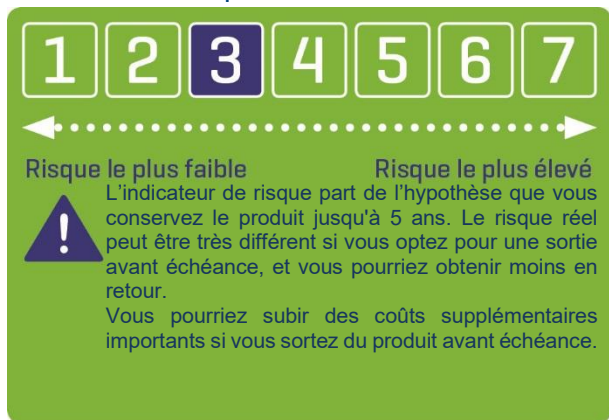 1 2 3 4 5 6 7
Risque le plus faible Risque le plus élevé
!
L’indicateur de risque part de l’hypothèse que vous
conservez le produit jusqu'à 5 ans. Le risque réel
peut être très différent si vous optez pour une sortie
avant échéance, et vous pourriez obtenir moins en
retour.
Vous pourriez subir des coûts supplémentaires
importants si vous sortez du produit avant échéance.